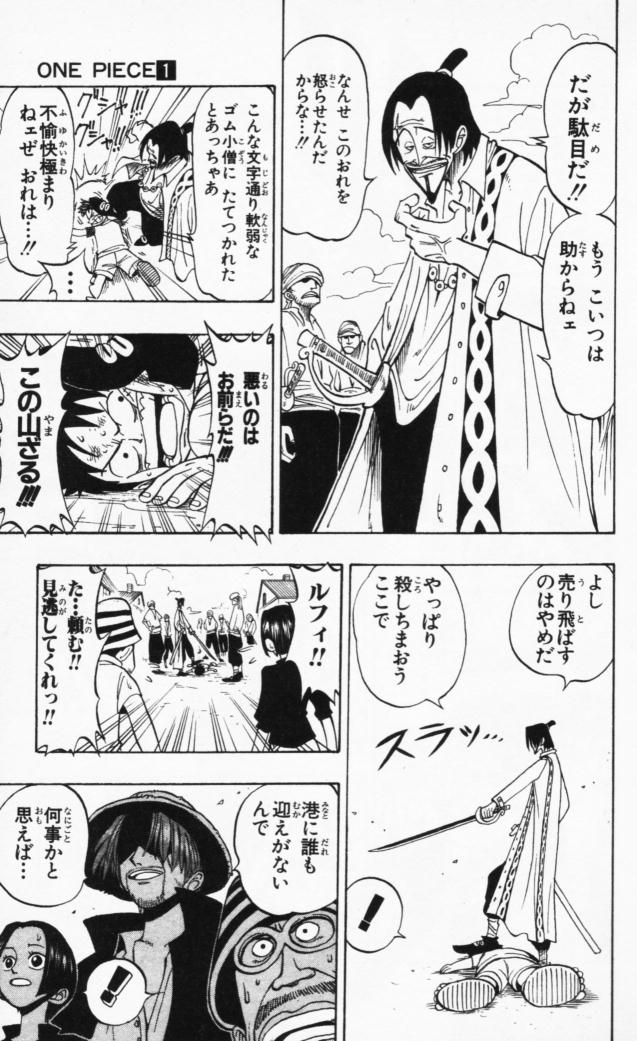 ONE PIECE 1
だが駄目だ!!
もう こいつは
助からねェ
なんせ このおれを
怒らせたんだ
からな…!!
こんな文字通り軟弱な
ゴム小僧に たてつかれた
とあっちゃあ
グシャ
グシャ!!
不愉快極まり
ねェぜ おれは…!!
…
悪いのは
お前らだ!!!
この山ざる!!!
よし
売り飛ばす
のはやめだ
やっぱり
殺しちまおう
ここで
スラッ…
!
ルフィ!!
た…頼む!!
見逃してくれっ!!
港に誰も
迎えがない
んで
何事かと
思えば…
!